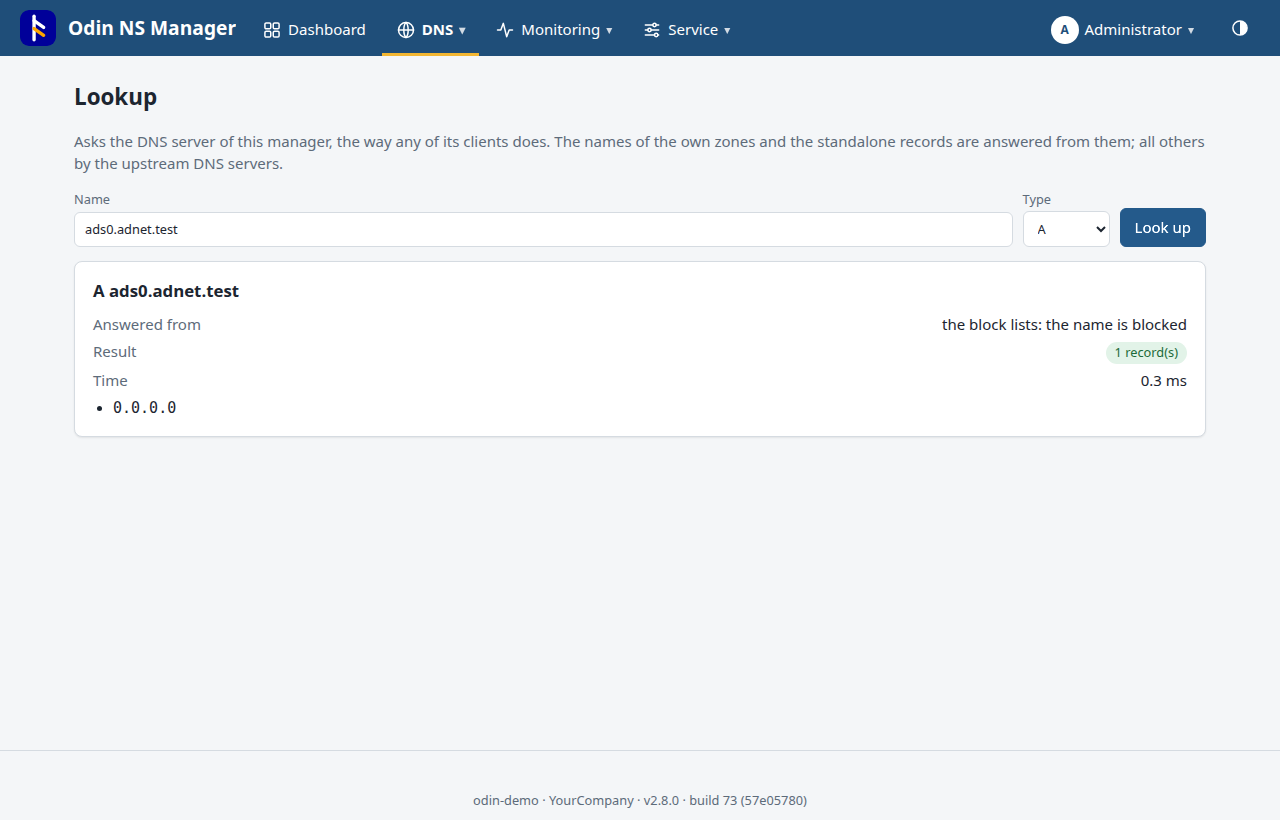 Odin NS Manager
Dashboard
DNS ▾
Monitoring ▾
Service ▾
A Administrator ▾
Lookup
Asks the DNS server of this manager, the way any of its clients does. The names of the own zones and the standalone records are answered from them; all others
by the upstream DNS servers.
Name
Type
ads0.adnet.test
A
Look up
A ads0.adnet.test
Answered from the block lists: the name is blocked
Result 1 record(s)
Time 0.3 ms
• 0.0.0.0
odin-demo · YourCompany · v2.8.0 · build 73 (57e05780)